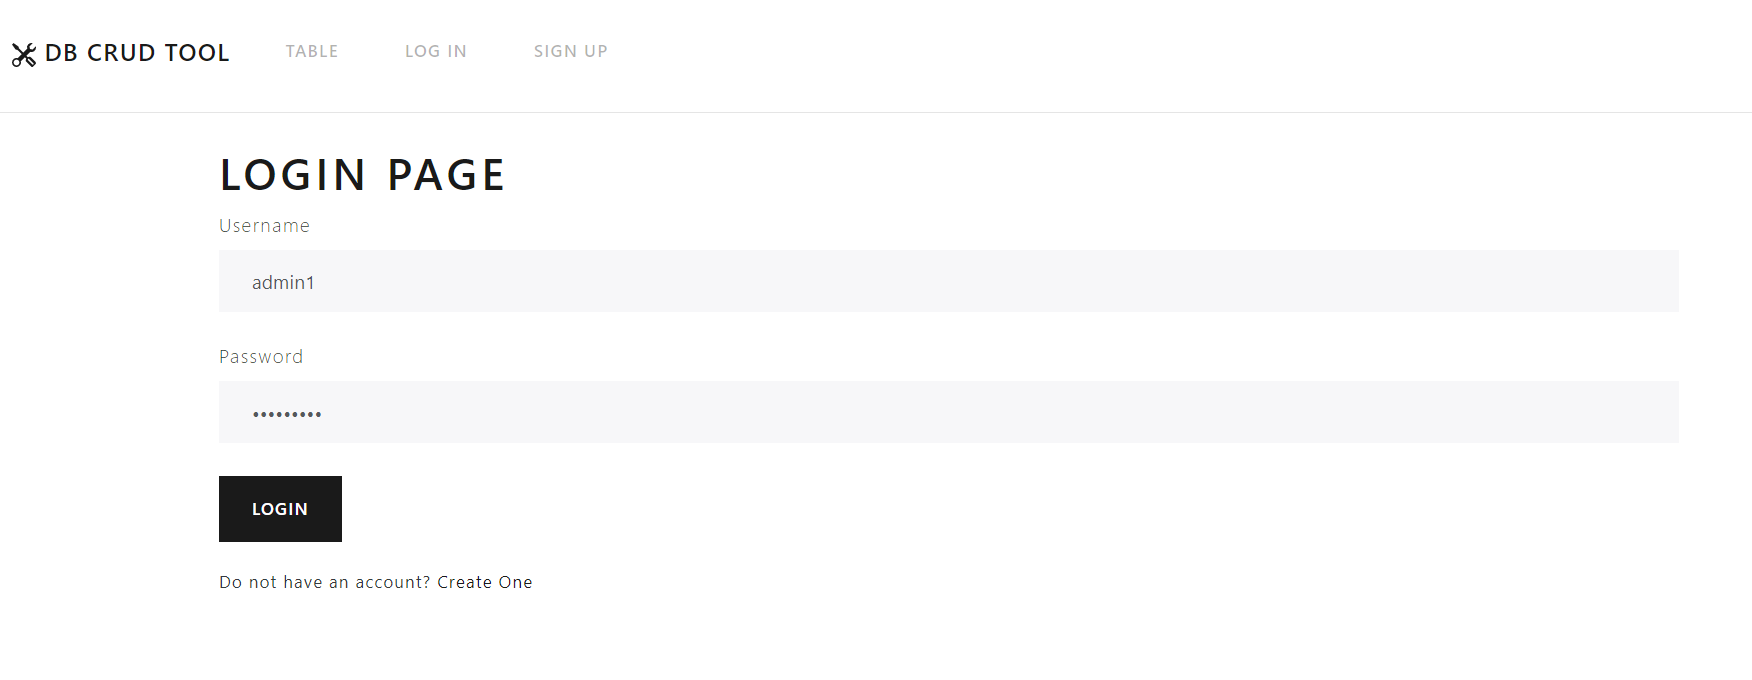 DB CRUD TOOL TABLE LOG IN SIGN UP
LOGIN PAGE
Username
admin1
Password
•••••••••
LOGIN
Do not have an account? Create One